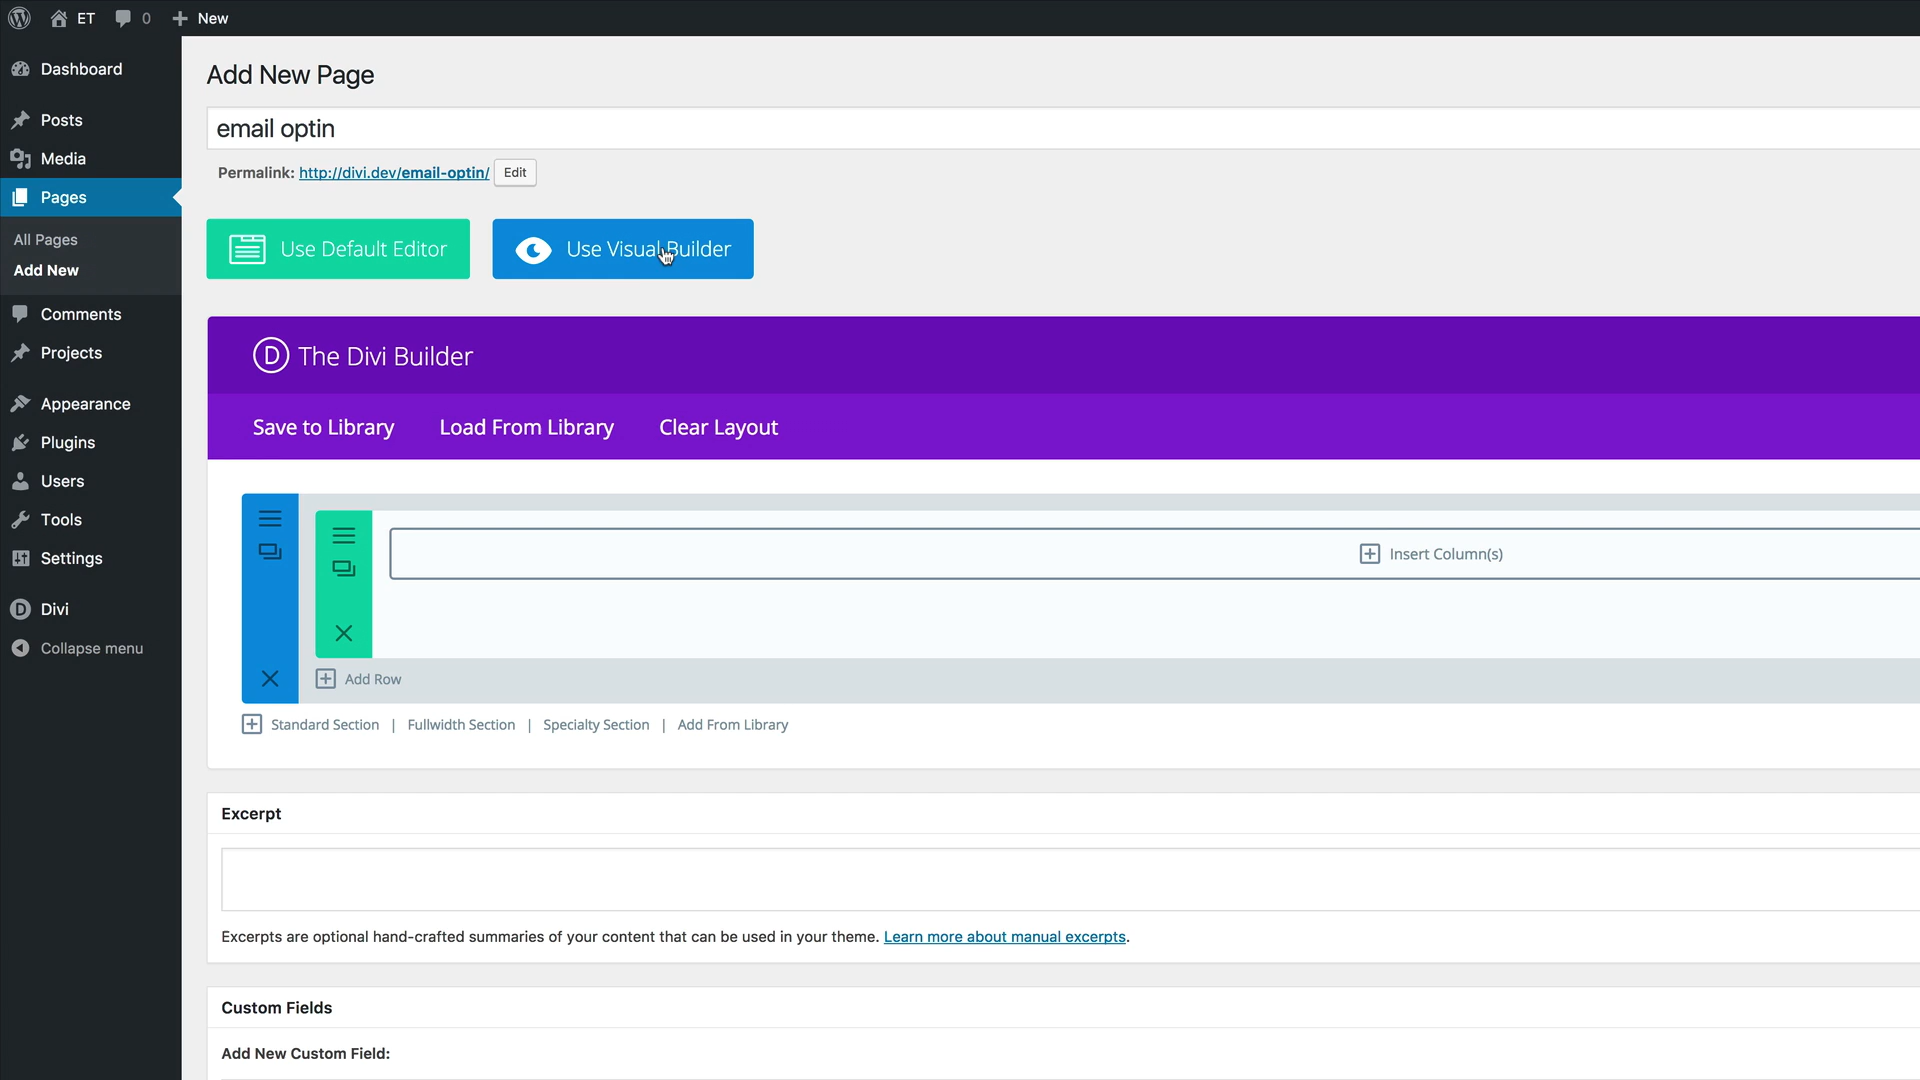 ET 0 New
Dashboard
Posts
Media
Pages
All Pages
Add New
Comments
Projects
Appearance
Plugins
Users
Tools
Settings
Divi
Collapse menu
Add New Page
email optin
Permalink: http://divi.dev/email-optin/ Edit
Use Default Editor Use Visual Builder
D The Divi Builder
Save to Library Load From Library Clear Layout
Insert Column(s)
Add Row
Standard Section | Fullwidth Section | Specialty Section | Add From Library
Excerpt
Excerpts are optional hand-crafted summaries of your content that can be used in your theme. Learn more about manual excerpts.
Custom Fields
Add New Custom Field: